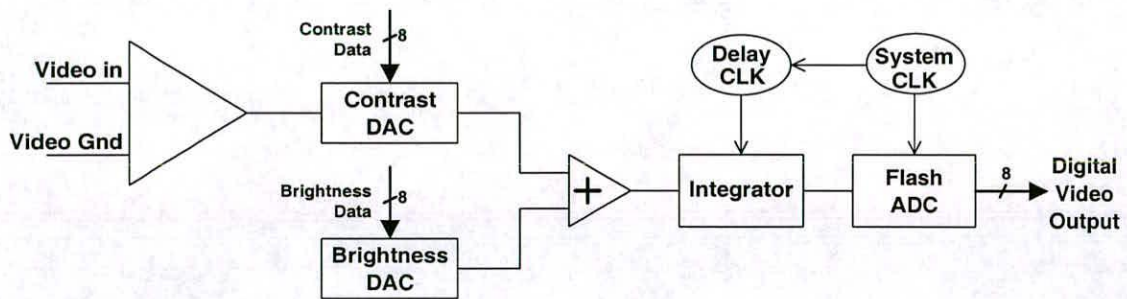 Contrast
Data
8
Video in
Video Gnd
Contrast
DAC
Brightness
Data
8
Brightness
DAC
+
Delay
CLK
System
CLK
Integrator
Flash
ADC
8
Digital
Video
Output